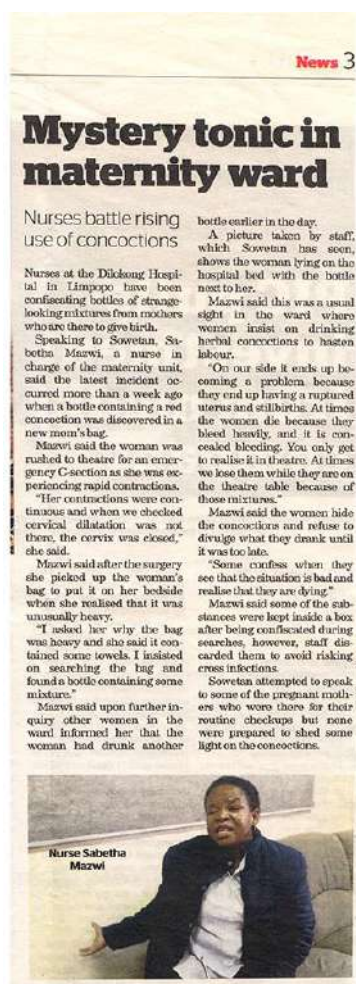 News 3
Mystery tonic in
maternity ward
Nurses battle rising
use of concoctions
Nurses at the Dilokong Hospi-
tal in Limpopo have been
confiscating bottles of strange-
looking mixtures from mothers
who are there to give birth.
Speaking to Sowetan, Sa-
betha Mazwi, a nurse in
charge of the maternity unit,
said the latest incident oc-
curred more than a week ago
when a bottle containing a red
concoction was discovered in a
new mom's bag.
Mazwi said the woman was
rushed to theatre for an emer-
gency C-section as she was ex-
periencing rapid contractions.
"Her contractions were con-
tinuous and when we checked
cervical dilatation was not
there, the cervix was closed,"
she said.
Mazwi said after the surgery
she picked up the woman's
bag to put it on her bedside
when she realised that it was
unusually heavy.
"I asked her why the bag
was heavy and she said it con-
tained some towels. I insisted
on searching the bag and
found a bottle containing some
mixture."
Mazwi said upon further in-
quiry other women in the
ward informed her that the
woman had drunk another
bottle earlier in the day.
A picture taken by staff,
which Sowetan has seen,
shows the woman lying on the
hospital bed with the bottle
next to her.
Mazwi said this was a usual
sight in the ward where
women insist on drinking
herbal concoctions to hasten
labour.
"On our side it ends up be-
coming a problem because
they end up having a ruptured
uterus and stillbirths. At times
the women die because they
bleed heavily, and it is con-
cealed bleeding. You only get
to realise it in theatre. At times
we lose them while they are on
the theatre table because of
those mixtures."
Mazwi said the women hide
the concoctions and refuse to
divulge what they drank until
it was too late.
"Some confess when they
see that the situation is bad and
realise that they are dying."
Mazwi said some of the sub-
stances were kept inside a box
after being confiscated during
searches, however, staff dis-
carded them to avoid risking
cross infections.
Sowetan attempted to speak
to some of the pregnant moth-
ers who were there for their
routine checkups but none
were prepared to shed some
light on the concoctions.
Nurse Sabetha
Mazwi